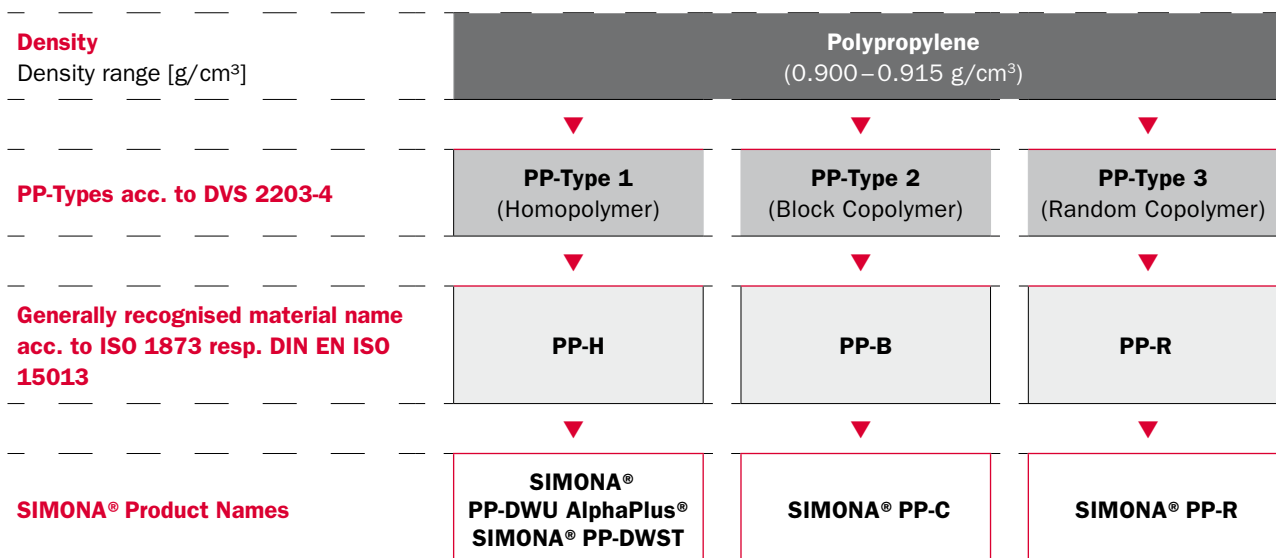 Density
Density range [g/cm³]
Polypropylene
(0.900–0.915 g/cm³)
PP-Types acc. to DVS 2203-4
PP-Type 1
(Homopolymer)
PP-Type 2
(Block Copolymer)
PP-Type 3
(Random Copolymer)
Generally recognised material name
acc. to ISO 1873 resp. DIN EN ISO
15013
PP-H
PP-B
PP-R
SIMONA® Product Names
SIMONA®
PP-DWU AlphaPlus®
SIMONA® PP-DWST
SIMONA® PP-C
SIMONA® PP-R